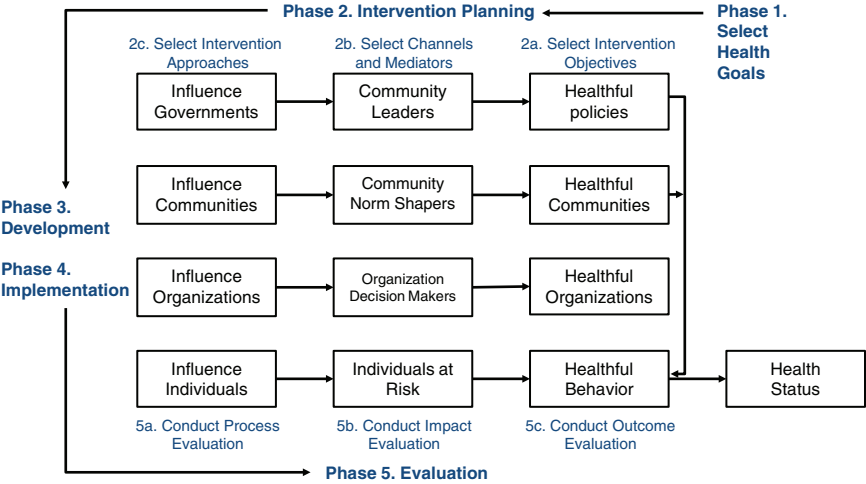 Phase 2. Intervention Planning
Phase 1.
Select
Health
Goals
2c. Select Intervention
Approaches
2b. Select Channels
and Mediators
2a. Select Intervention
Objectives
Influence
Governments
Community
Leaders
Healthful
policies
Influence
Communities
Community
Norm Shapers
Healthful
Communities
Phase 3.
Development
Phase 4.
Implementation
Influence
Organizations
Organization
Decision Makers
Healthful
Organizations
Influence
Individuals
Individuals at
Risk
Healthful
Behavior
Health
Status
5a. Conduct Process
Evaluation
5b. Conduct Impact
Evaluation
5c. Conduct Outcome
Evaluation
Phase 5. Evaluation